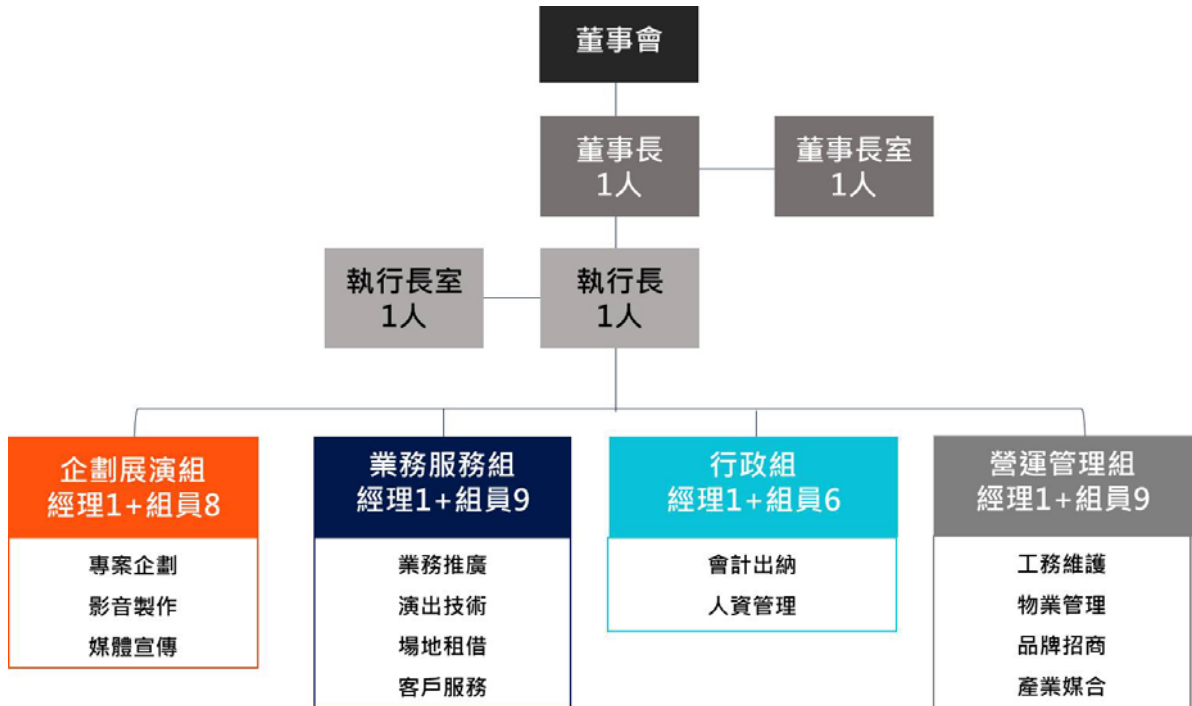 董事會
董事長
1人
董事長室
1人
執行長室
1人
執行長
1人
企劃展演組
經理1+組員8
專案企劃
影音製作
媒體宣傳
業務服務組
經理1+組員9
業務推廣
演出技術
場地租借
客戶服務
行政組
經理1+組員6
會計出納
人資管理
營運管理組
經理1+組員9
工務維護
物業管理
品牌招商
產業媒合